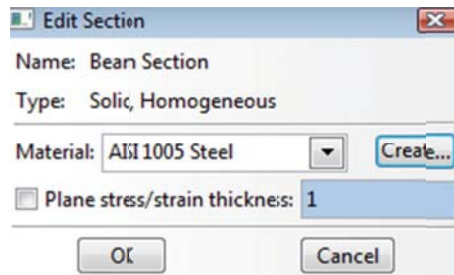 Edit Section
Name: Bean Section
Type: Solic, Homogeneous
Material: AISI 1005 Steel Create...
Plane stress/strain thickness: 1
OK Cancel